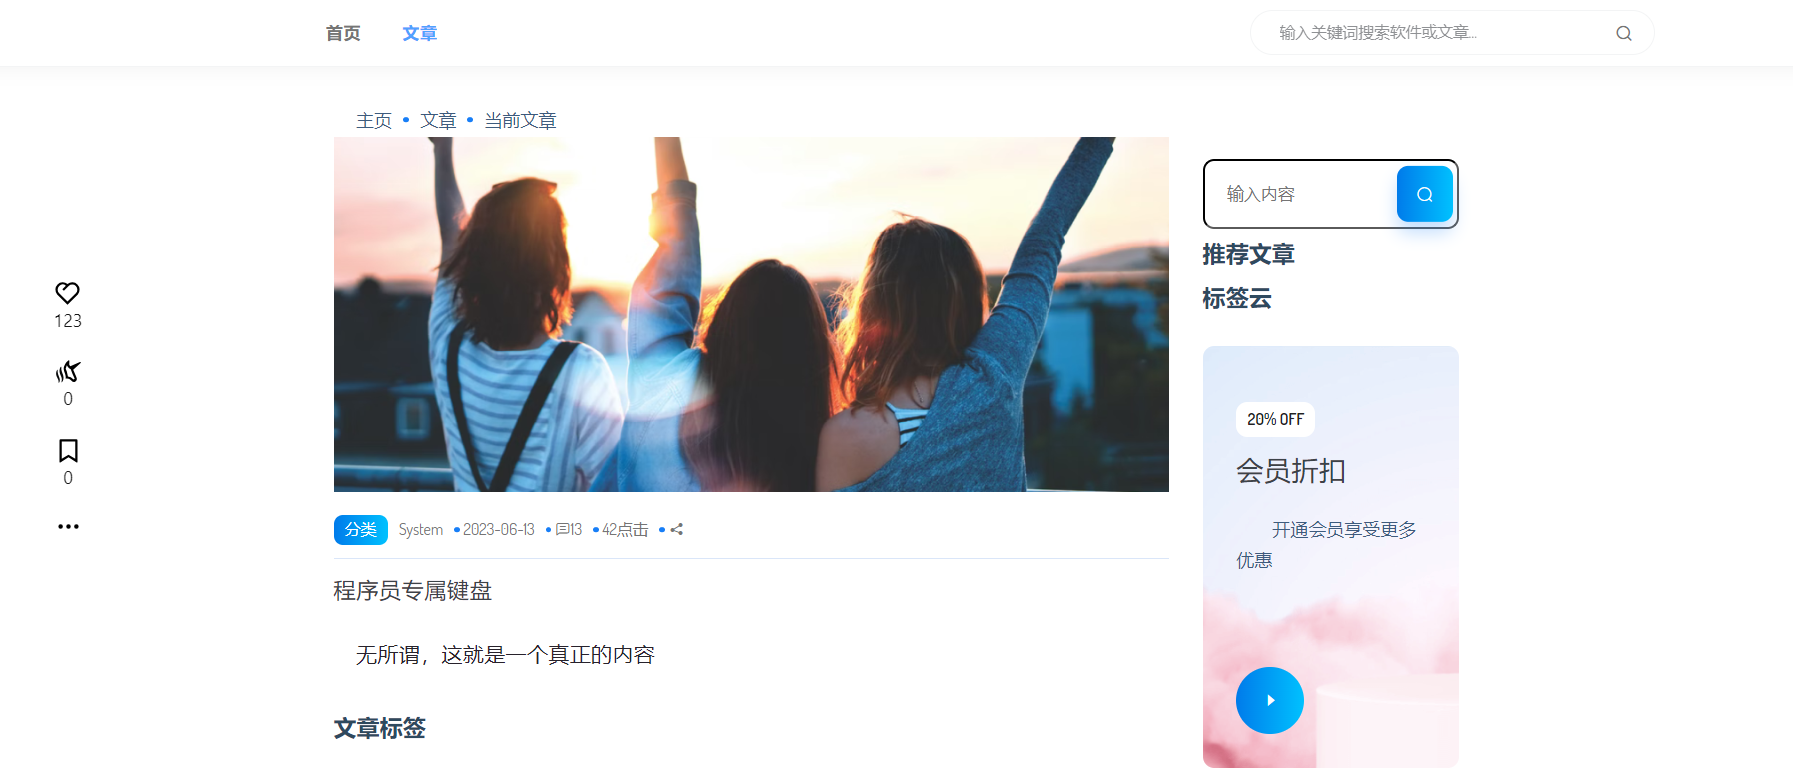 首页 文章 输入关键词搜索软件或文章...
主页 • 文章 • 当前文章
123
0
0
分类 System • 2023-06-13 • 13 • 42点击 •
程序员专属键盘
无所谓，这就是一个真正的内容
文章标签
输入内容
推荐文章
标签云
20% OFF
会员折扣
开通会员享受更多
优惠